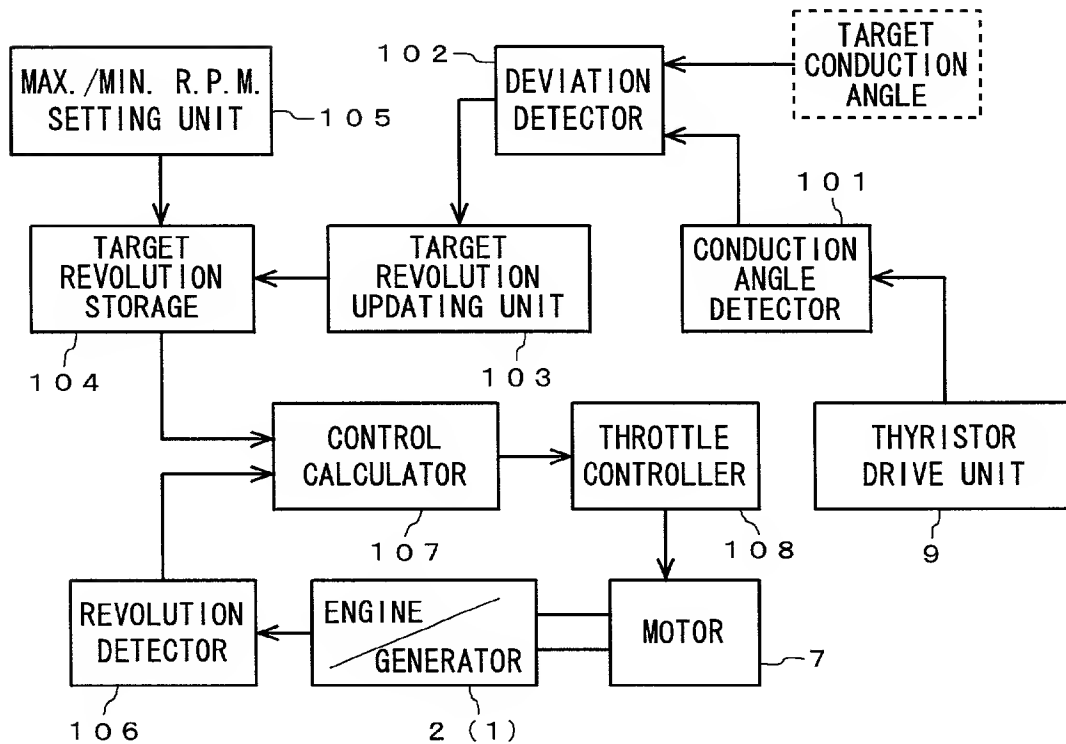 MAX./MIN. R.P.M.
SETTING UNIT
105
102
DEVIATION
DETECTOR
TARGET
CONDUCTION
ANGLE
101
TARGET
REVOLUTION
STORAGE
104
TARGET
REVOLUTION
UPDATING UNIT
103
CONDUCTION
ANGLE
DETECTOR
CONTROL
CALCULATOR
107
THROTTLE
CONTROLLER
108
THYRISTOR
DRIVE UNIT
9
REVOLUTION
DETECTOR
106
ENGINE
GENERATOR
2 (1)
MOTOR
7